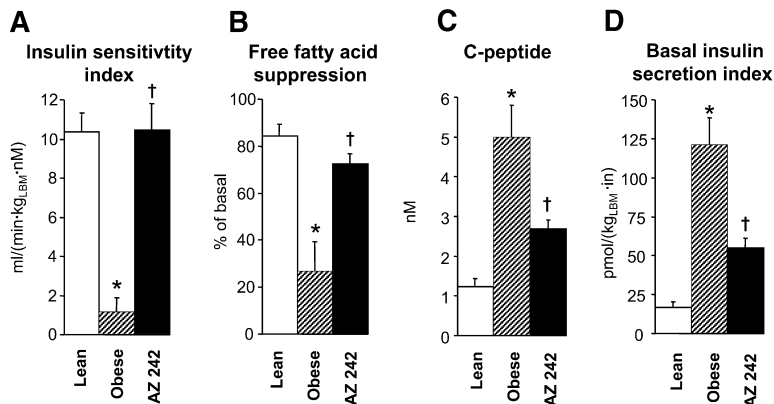 A
Insulin sensitivtity
index
ml/(min·kgLBM·nM)
12
10
8
6
4
2
0
*
†
Lean
Obese
AZ 242
B
Free fatty acid
suppression
% of basal
100
80
60
40
20
0
*
†
Lean
Obese
AZ 242
C
C-peptide
nM
6
5
4
3
2
1
0
*
†
Lean
Obese
AZ 242
D
Basal insulin
secretion index
pmol/(kgLBM·in)
150
125
100
75
50
25
0
*
†
Lean
Obese
AZ 242